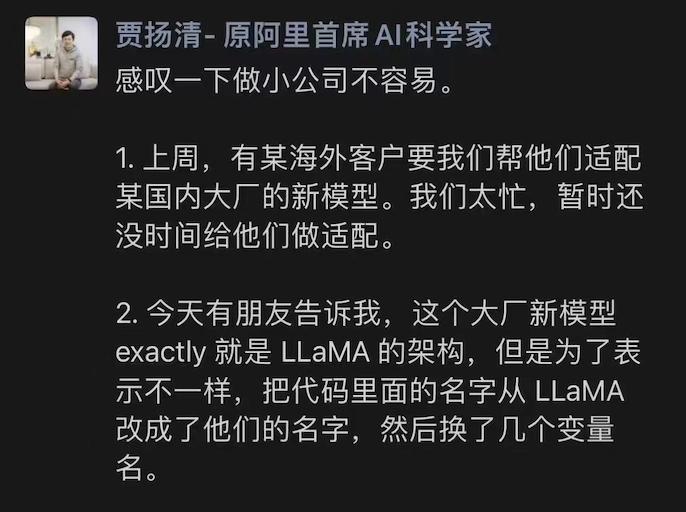 贾扬清- 原阿里首席AI科学家
感叹一下做小公司不容易。
1. 上周，有某海外客户要我们帮他们适配
某国内大厂的新模型。我们太忙，暂时还
没时间给他们做适配。
2. 今天有朋友告诉我，这个大厂新模型
exactly 就是 LLaMA 的架构，但是为了表
示不一样，把代码里面的名字从 LLaMA
改成了他们的名字，然后换了几个变量
名。